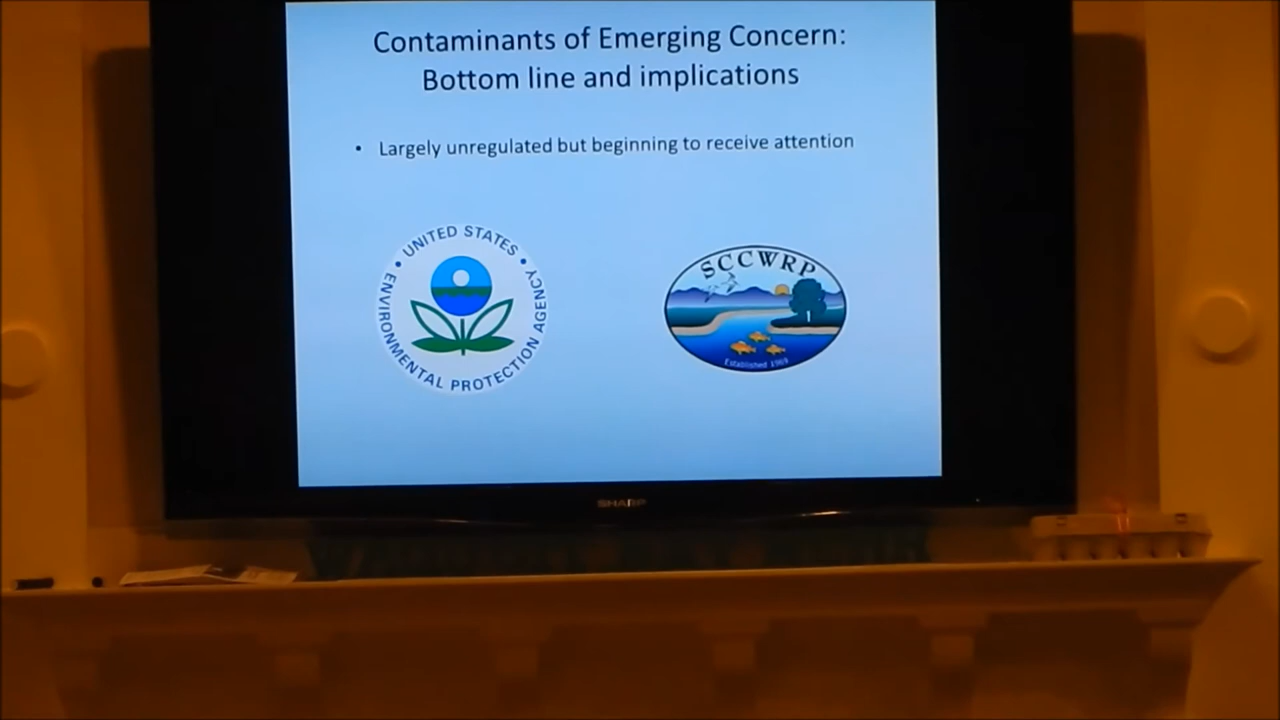 Contaminants of Emerging Concern:
Bottom line and implications
• Largely unregulated but beginning to receive attention
UNITED STATES • ENVIRONMENTAL PROTECTION AGENCY •
SCCWRP
Established 1969
SHARP